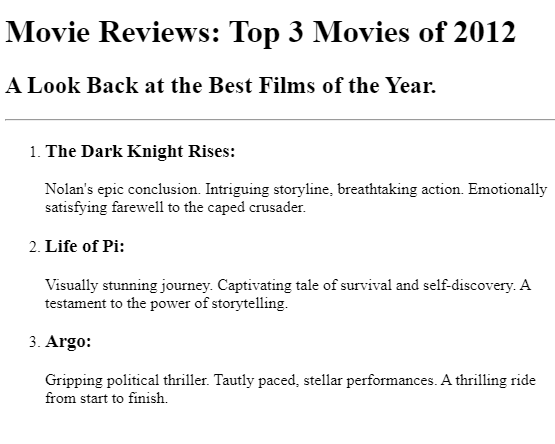 Movie Reviews: Top 3 Movies of 2012
A Look Back at the Best Films of the Year.
1. The Dark Knight Rises:
Nolan's epic conclusion. Intriguing storyline, breathtaking action. Emotionally
satisfying farewell to the caped crusader.
2. Life of Pi:
Visually stunning journey. Captivating tale of survival and self-discovery. A
testament to the power of storytelling.
3. Argo:
Gripping political thriller. Tautly paced, stellar performances. A thrilling ride
from start to finish.